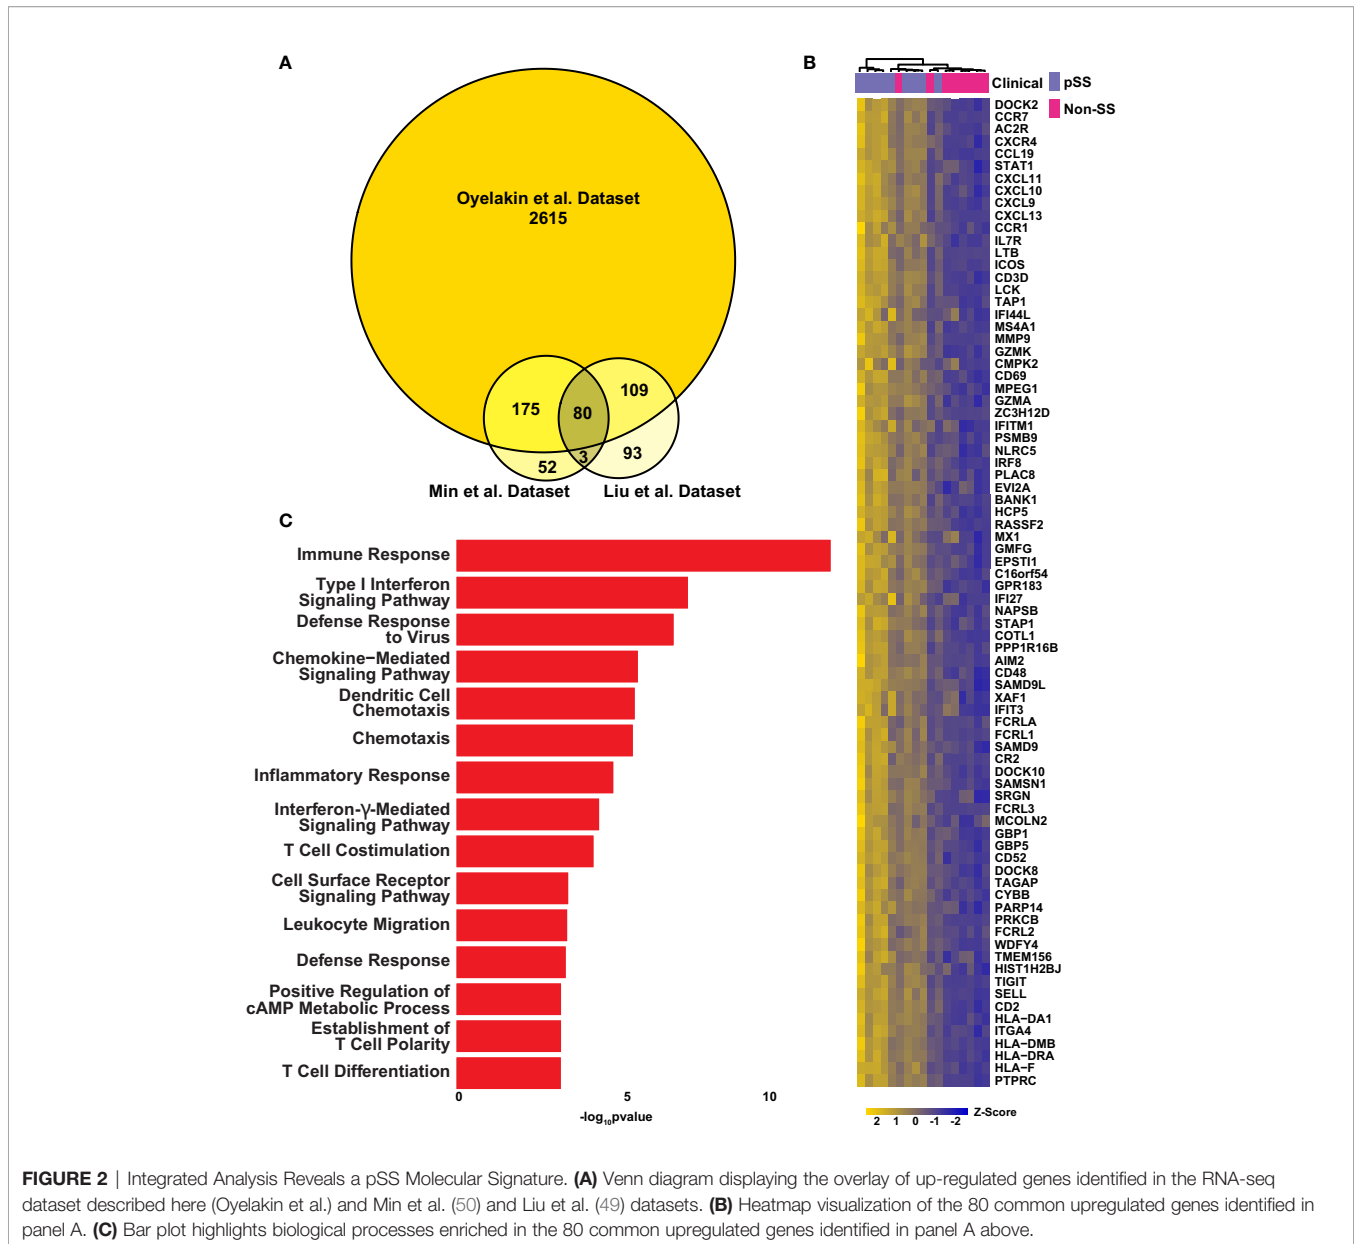 A
Oyelakin et al. Dataset
2615
175
80
109
52
3
93
Min et al. Dataset
Liu et al. Dataset
B
Clinical
pSS
Non-SS
DOCK2
CCR7
AC2R
CXCR4
CCL19
STAT1
CXCL11
CXCL10
CXCL9
CXCL13
CCR1
IL7R
LTB
ICOS
CD3D
LCK
TAP1
IFI44L
MS4A1
MMP9
GZMK
CMPK2
CD69
MPEG1
GZMA
ZC3H12D
IFITM1
PSMB9
NLRC5
IRF8
PLAC8
EVI2A
BANK1
HCP5
RASSF2
MX1
GMFG
EPSTI1
C16orf54
GPR183
IFI27
NAPSB
STAP1
COTL1
PPP1R16B
AIM2
CD48
SAMD9L
XAF1
IFIT3
FCRLA
FCRL1
SAMD9
CR2
DOCK10
SAMSN1
SRGN
FCRL3
MCOLN2
GBP1
GBP5
CD52
DOCK8
TAGAP
CYBB
PARP14
PRKCB
FCRL2
WDFY4
TMEM156
HIST1H2BJ
TIGIT
SELL
CD2
HLA−DA1
ITGA4
HLA−DMB
HLA−DRA
HLA−F
PTPRC
Z-Score
2 1 0 -1 -2
C
Immune Response
Type I Interferon
Signaling Pathway
Defense Response
to Virus
Chemokine−Mediated
Signaling Pathway
Dendritic Cell
Chemotaxis
Chemotaxis
Inflammatory Response
Interferon-γ-Mediated
Signaling Pathway
T Cell Costimulation
Cell Surface Receptor
Signaling Pathway
Leukocyte Migration
Defense Response
Positive Regulation of
cAMP Metabolic Process
Establishment of
T Cell Polarity
T Cell Differentiation
0 5 10
-log₁₀pvalue
FIGURE 2 | Integrated Analysis Reveals a pSS Molecular Signature. (A) Venn diagram displaying the overlay of up-regulated genes identified in the RNA-seq
dataset described here (Oyelakin et al.) and Min et al. (50) and Liu et al. (49) datasets. (B) Heatmap visualization of the 80 common upregulated genes identified in
panel A. (C) Bar plot highlights biological processes enriched in the 80 common upregulated genes identified in panel A above.